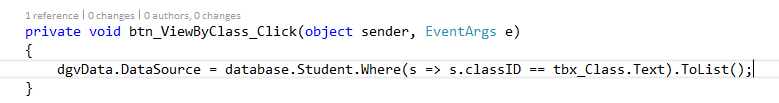 1 reference | 0 changes | 0 authors, 0 changes
private void btn_ViewByClass_Click(object sender, EventArgs e)
{
dgvData.DataSource = database.Student.Where(s => s.classID == tbx_Class.Text).ToList();
}